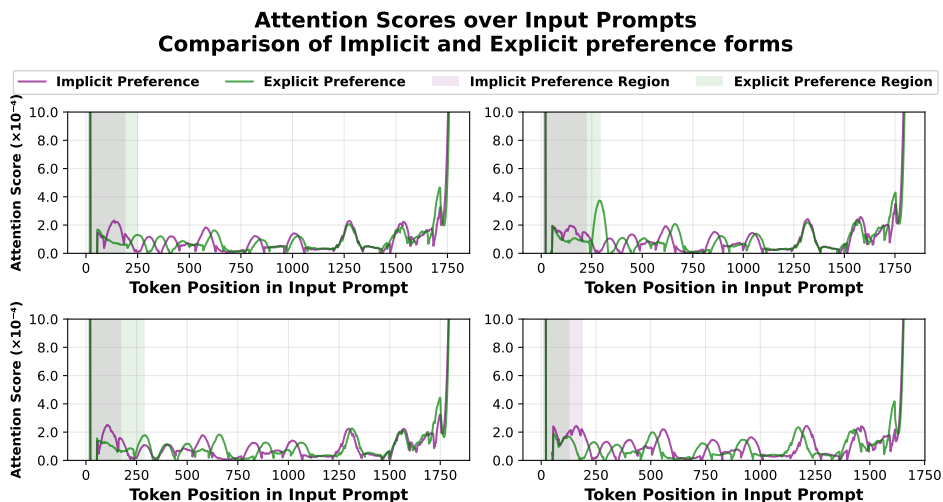 Attention Scores over Input Prompts
Comparison of Implicit and Explicit preference forms
Implicit Preference Explicit Preference Implicit Preference Region Explicit Preference Region
Attention Score (×10⁻⁴)
10.0
8.0
6.0
4.0
2.0
0.0
0 250 500 750 1000 1250 1500 1750
Token Position in Input Prompt
10.0
8.0
6.0
4.0
2.0
0.0
0 250 500 750 1000 1250 1500 1750
Token Position in Input Prompt
Attention Score (×10⁻⁴)
10.0
8.0
6.0
4.0
2.0
0.0
0 250 500 750 1000 1250 1500 1750
Token Position in Input Prompt
10.0
8.0
6.0
4.0
2.0
0.0
0 250 500 750 1000 1250 1500 1750
Token Position in Input Prompt